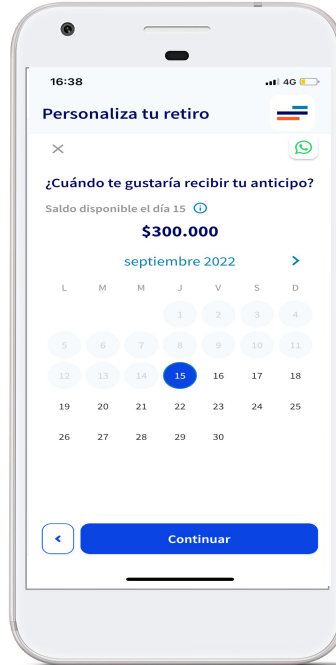 16:38 4G
Personaliza tu retiro
¿Cuándo te gustaría recibir tu anticipo?
Saldo disponible el día 15
$300.000
septiembre 2022 >
L M M J V S D
1 2 3 4
5 6 7 8 9 10 11
12 13 14 15 16 17 18
19 20 21 22 23 24 25
26 27 28 29 30
< Continuar